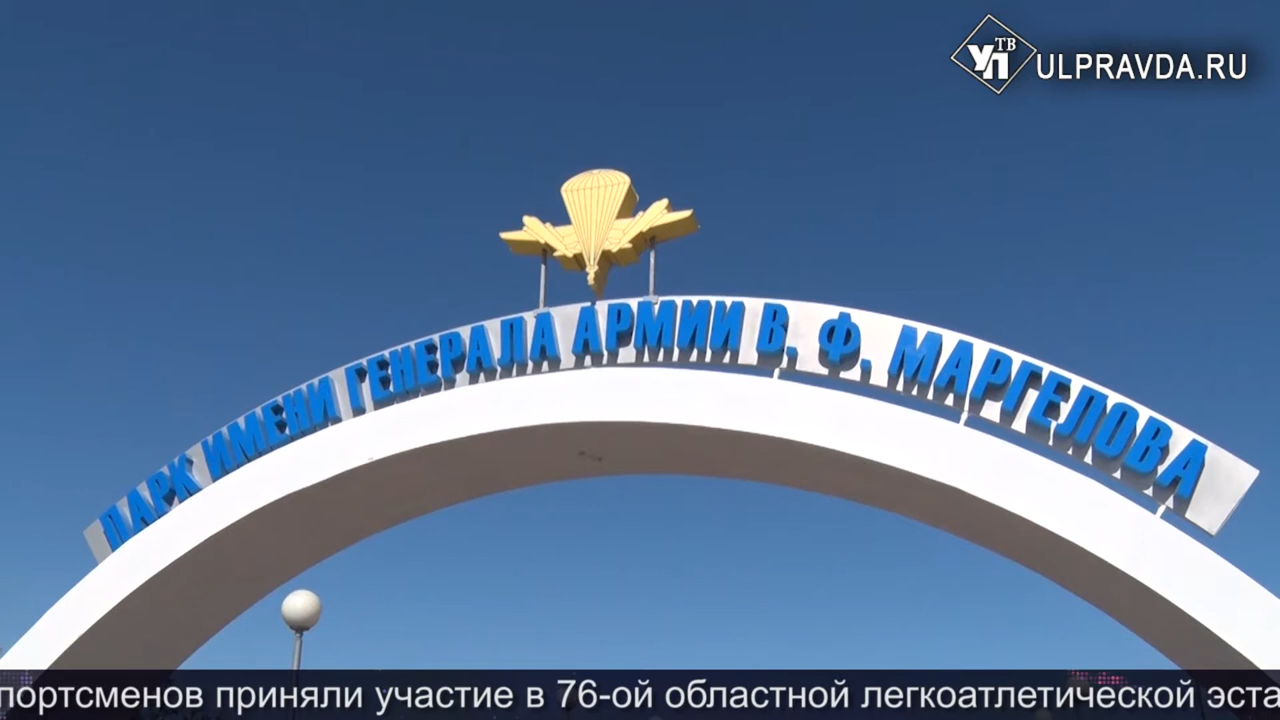 УП ТВ
ULPRAVDA.RU
ПАРК ИМЕНИ ГЕНЕРАЛА АРМИИ В. Ф. МАРГЕЛОВА
портсменов приняли участие в 76-ой областной легкоатлетической эста